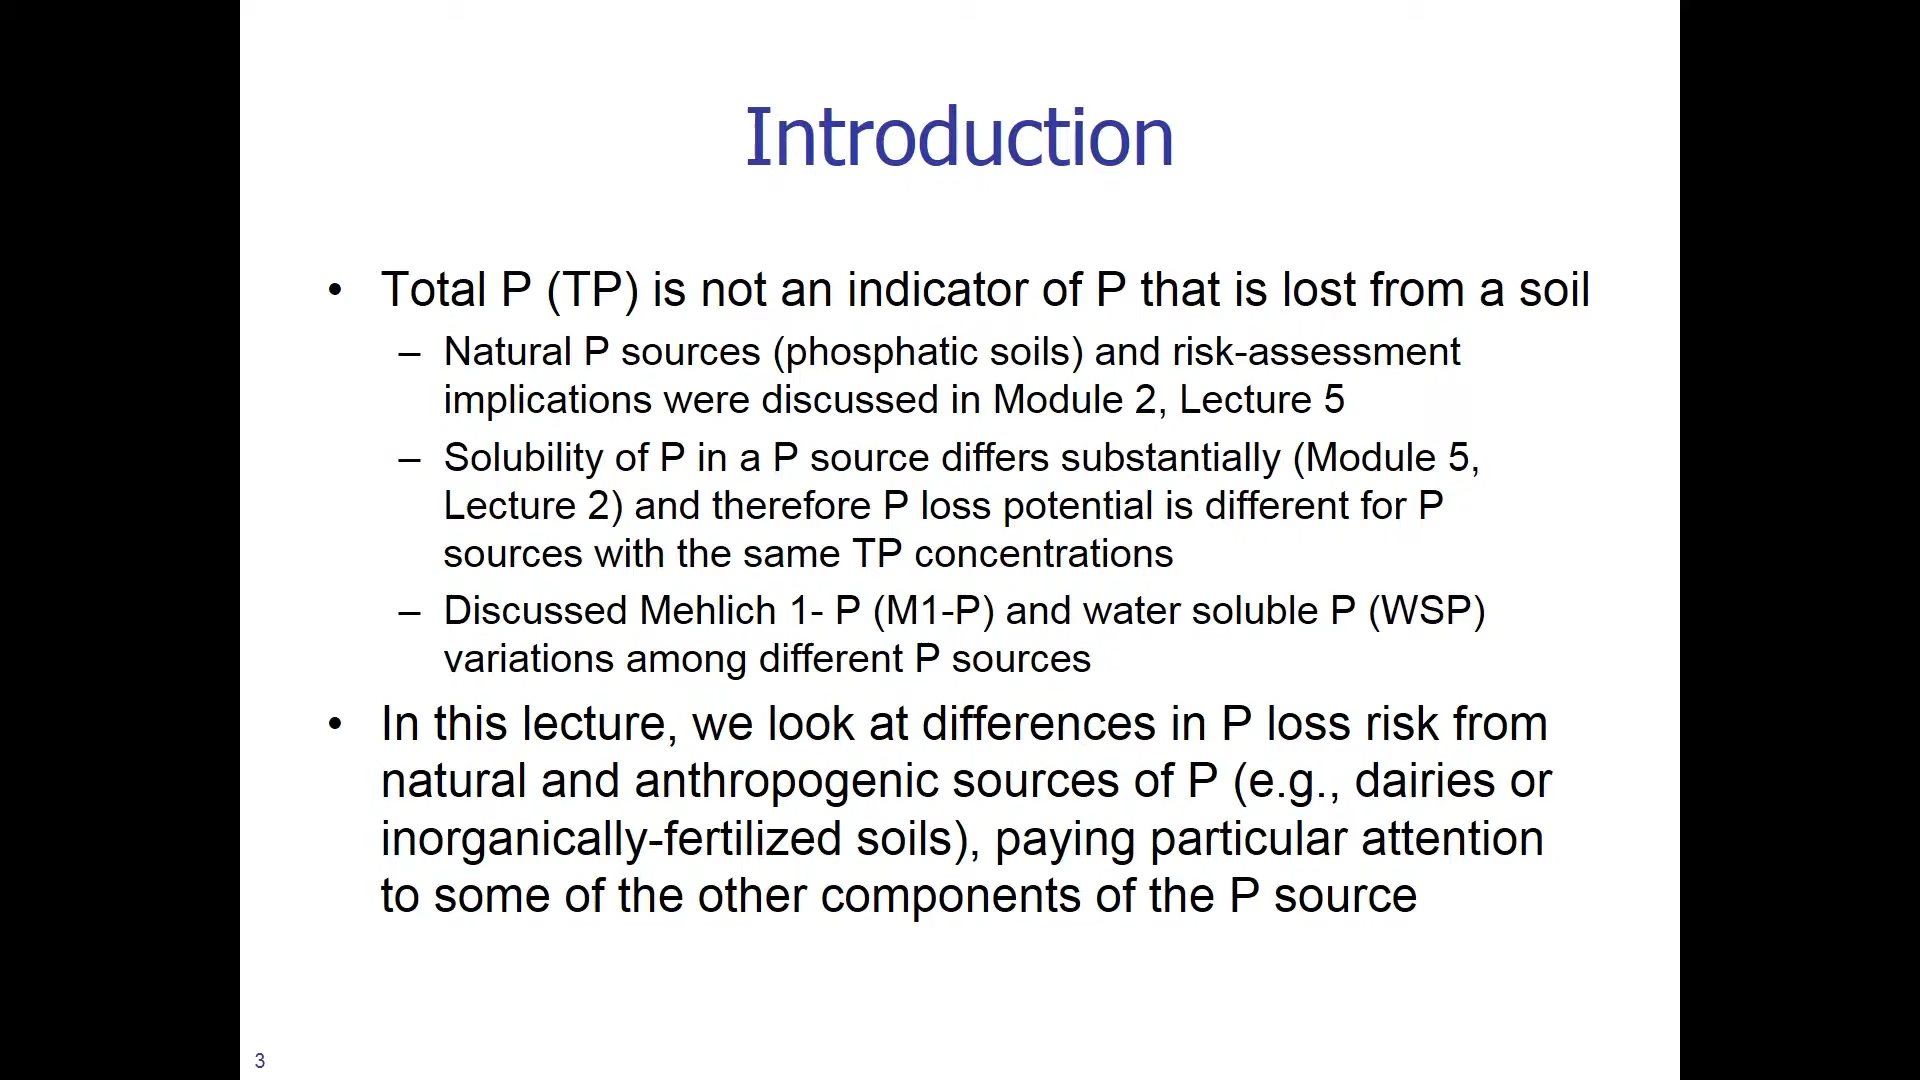 Introduction
• Total P (TP) is not an indicator of P that is lost from a soil
– Natural P sources (phosphatic soils) and risk-assessment
implications were discussed in Module 2, Lecture 5
– Solubility of P in a P source differs substantially (Module 5,
Lecture 2) and therefore P loss potential is different for P
sources with the same TP concentrations
– Discussed Mehlich 1- P (M1-P) and water soluble P (WSP)
variations among different P sources
• In this lecture, we look at differences in P loss risk from
natural and anthropogenic sources of P (e.g., dairies or
inorganically-fertilized soils), paying particular attention
to some of the other components of the P source
3